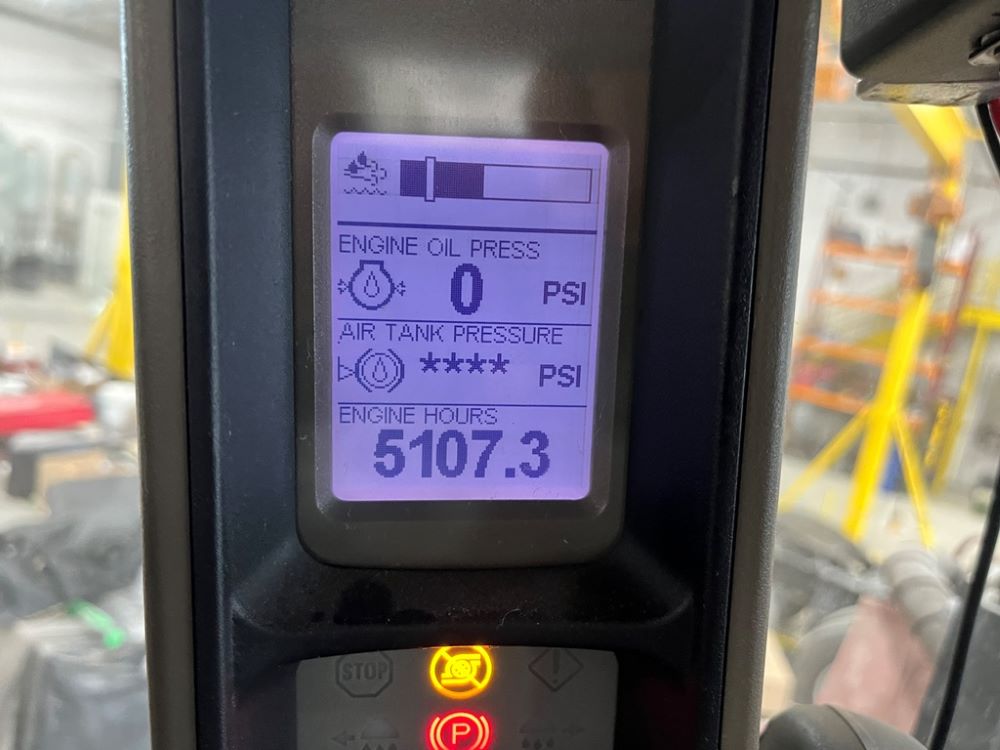 ENGINE OIL PRESS
0 PSI
AIR TANK PRESSURE
**** PSI
ENGINE HOURS
5107.3
STOP
P